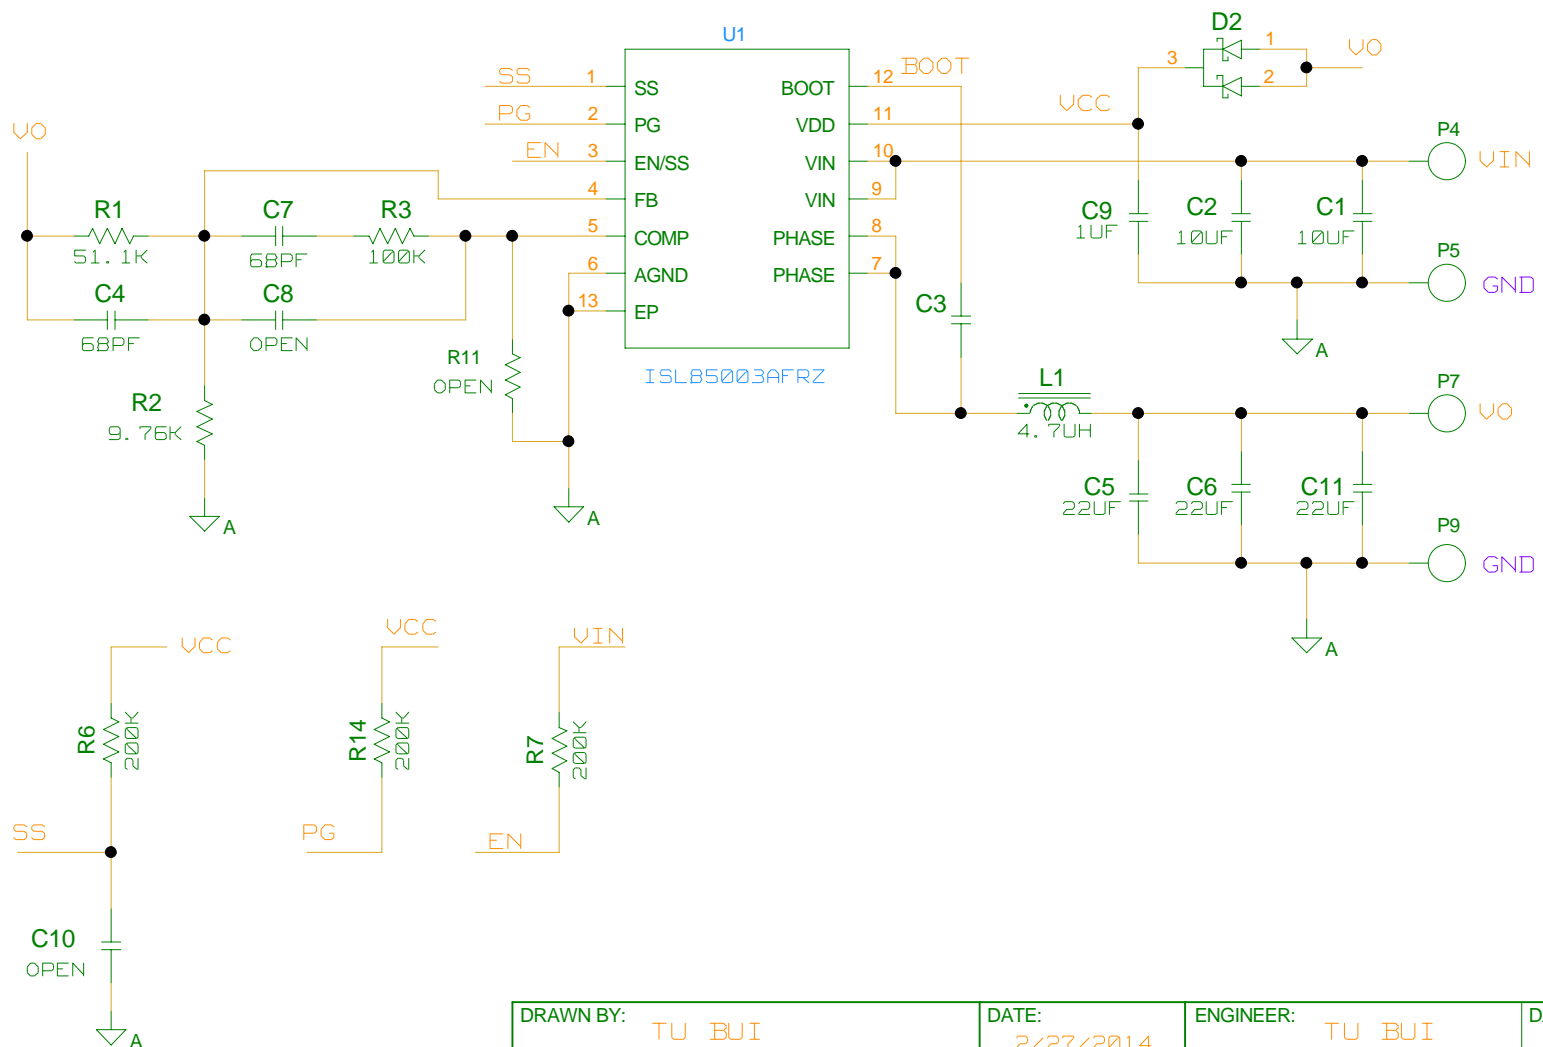 U1
SS 1 SS
PG 2 PG
EN 3 EN/SS
4 FB
5 COMP
6 AGND
13 EP
BOOT 12 BOOT
VDD 11 VCC
VIN 10
VIN 9
PHASE 8
PHASE 7
ISL85003AFRZ
D2
3 1 2 VO
VO
R1
51.1K
C7
68PF
R3
100K
C4
68PF
C8
OPEN
R2
9.76K
A
R11
OPEN
A
C3
C9
1UF
C2
10UF
C1
10UF
P4
VIN
P5
GND
A
L1
4.7UH
C5
22UF
C6
22UF
C11
22UF
P7
VO
P9
GND
A
VCC
R6
200K
SS
C10
OPEN
A
VCC
R14
200K
PG
VIN
R7
200K
EN
DRAWN BY:
TU BUI
DATE:
2/27/2014
ENGINEER:
TU BUI